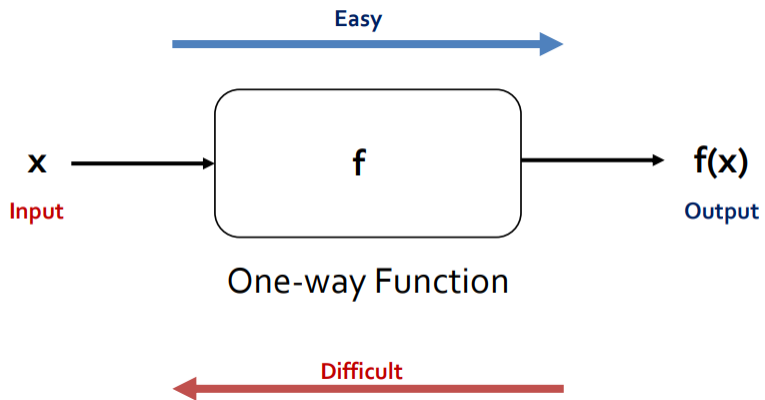 Easy
x
f
f(x)
Input
Output
One-way Function
Difficult